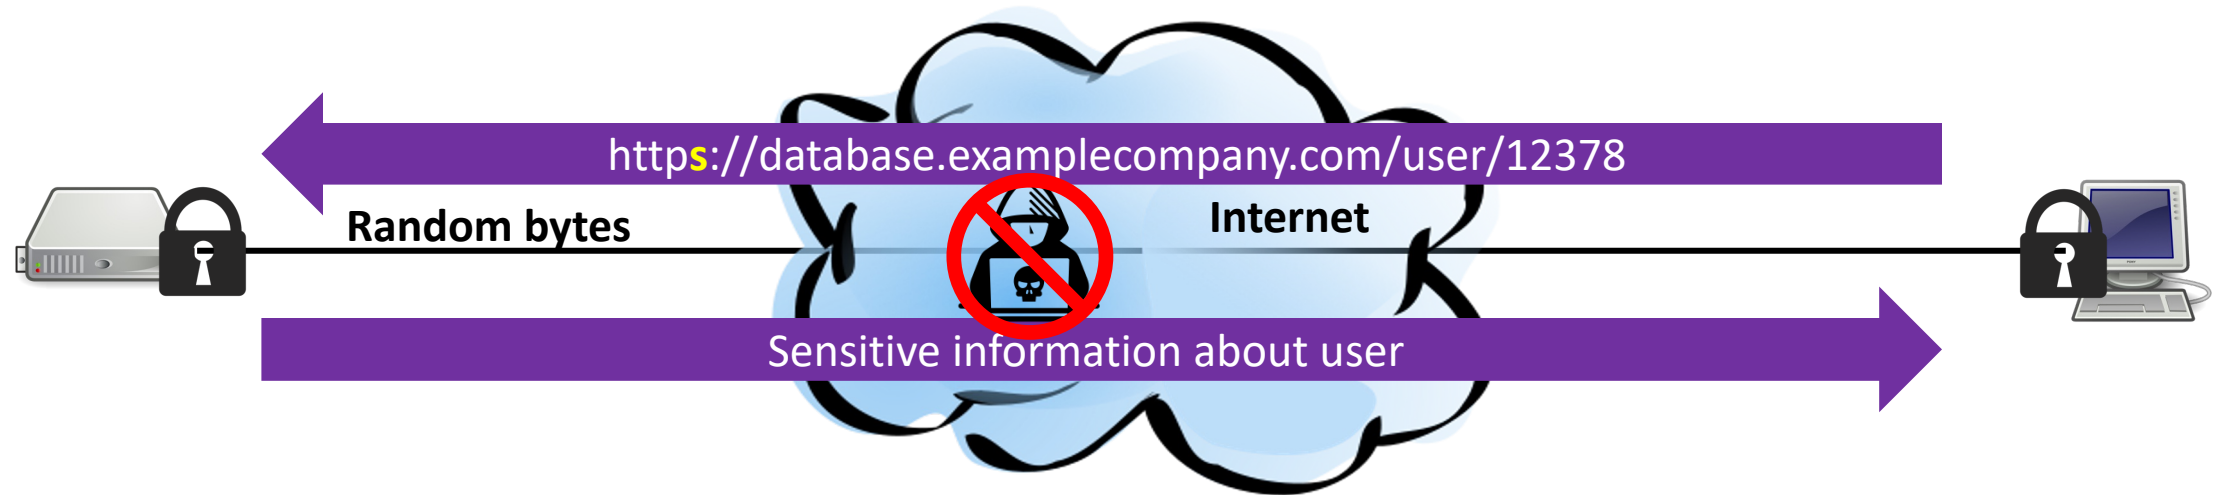 https://database.examplecompany.com/user/12378
Random bytes
Internet
Sensitive information about user